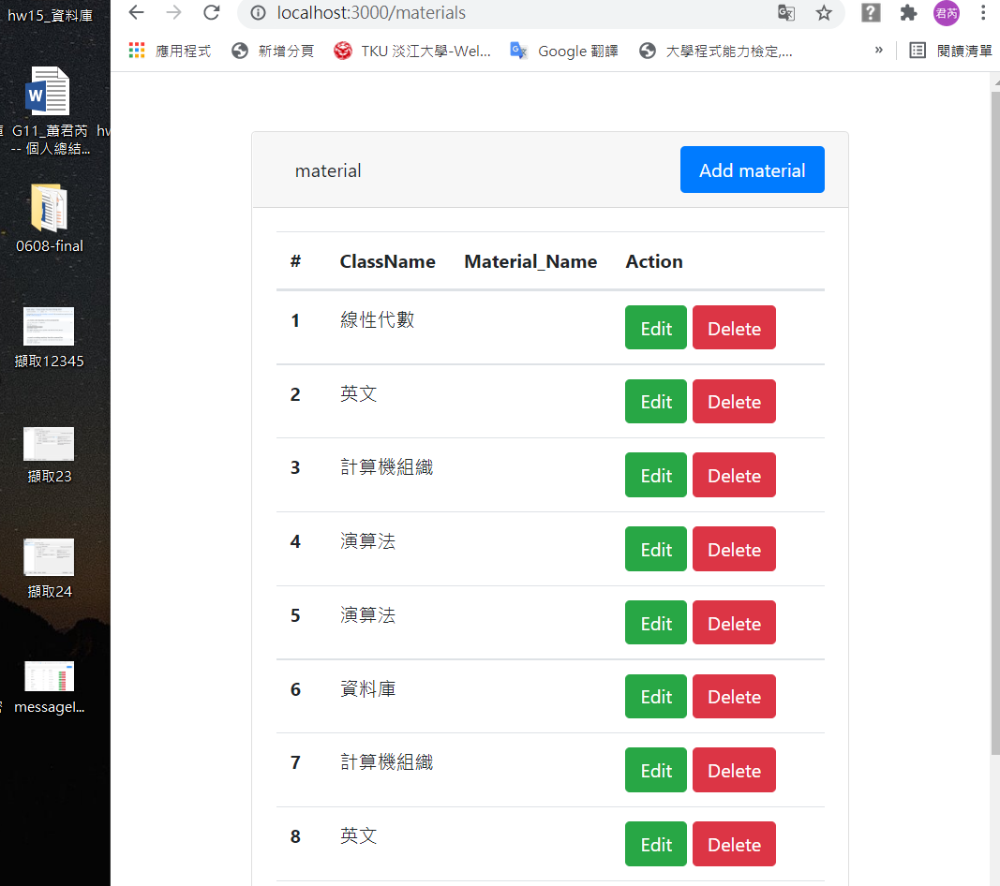 hw15_資料庫
G11_蕭君芮 hw
-- 個人總結...
0608-final
擷取12345
擷取23
擷取24
messagel...
localhost:3000/materials
君芮
應用程式 新增分頁 TKU 淡江大學-Wel... Google 翻譯 大學程式能力檢定,... » 閱讀清單
material Add material
# ClassName Material_Name Action
1 線性代數 Edit Delete
2 英文 Edit Delete
3 計算機組織 Edit Delete
4 演算法 Edit Delete
5 演算法 Edit Delete
6 資料庫 Edit Delete
7 計算機組織 Edit Delete
8 英文 Edit Delete